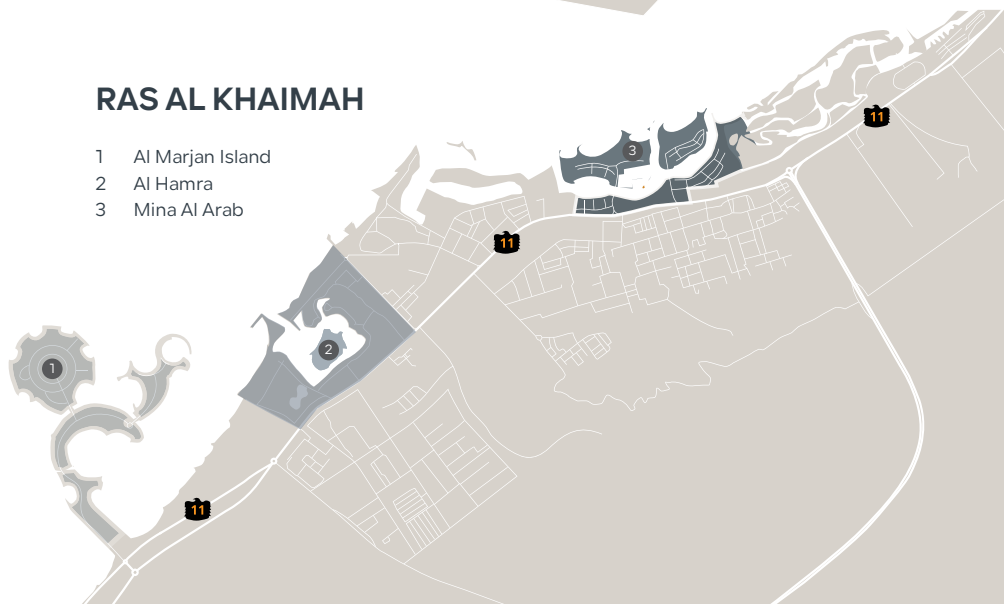 RAS AL KHAIMAH
1 Al Marjan Island
2 Al Hamra
3 Mina Al Arab
11
3
11
2
1
11